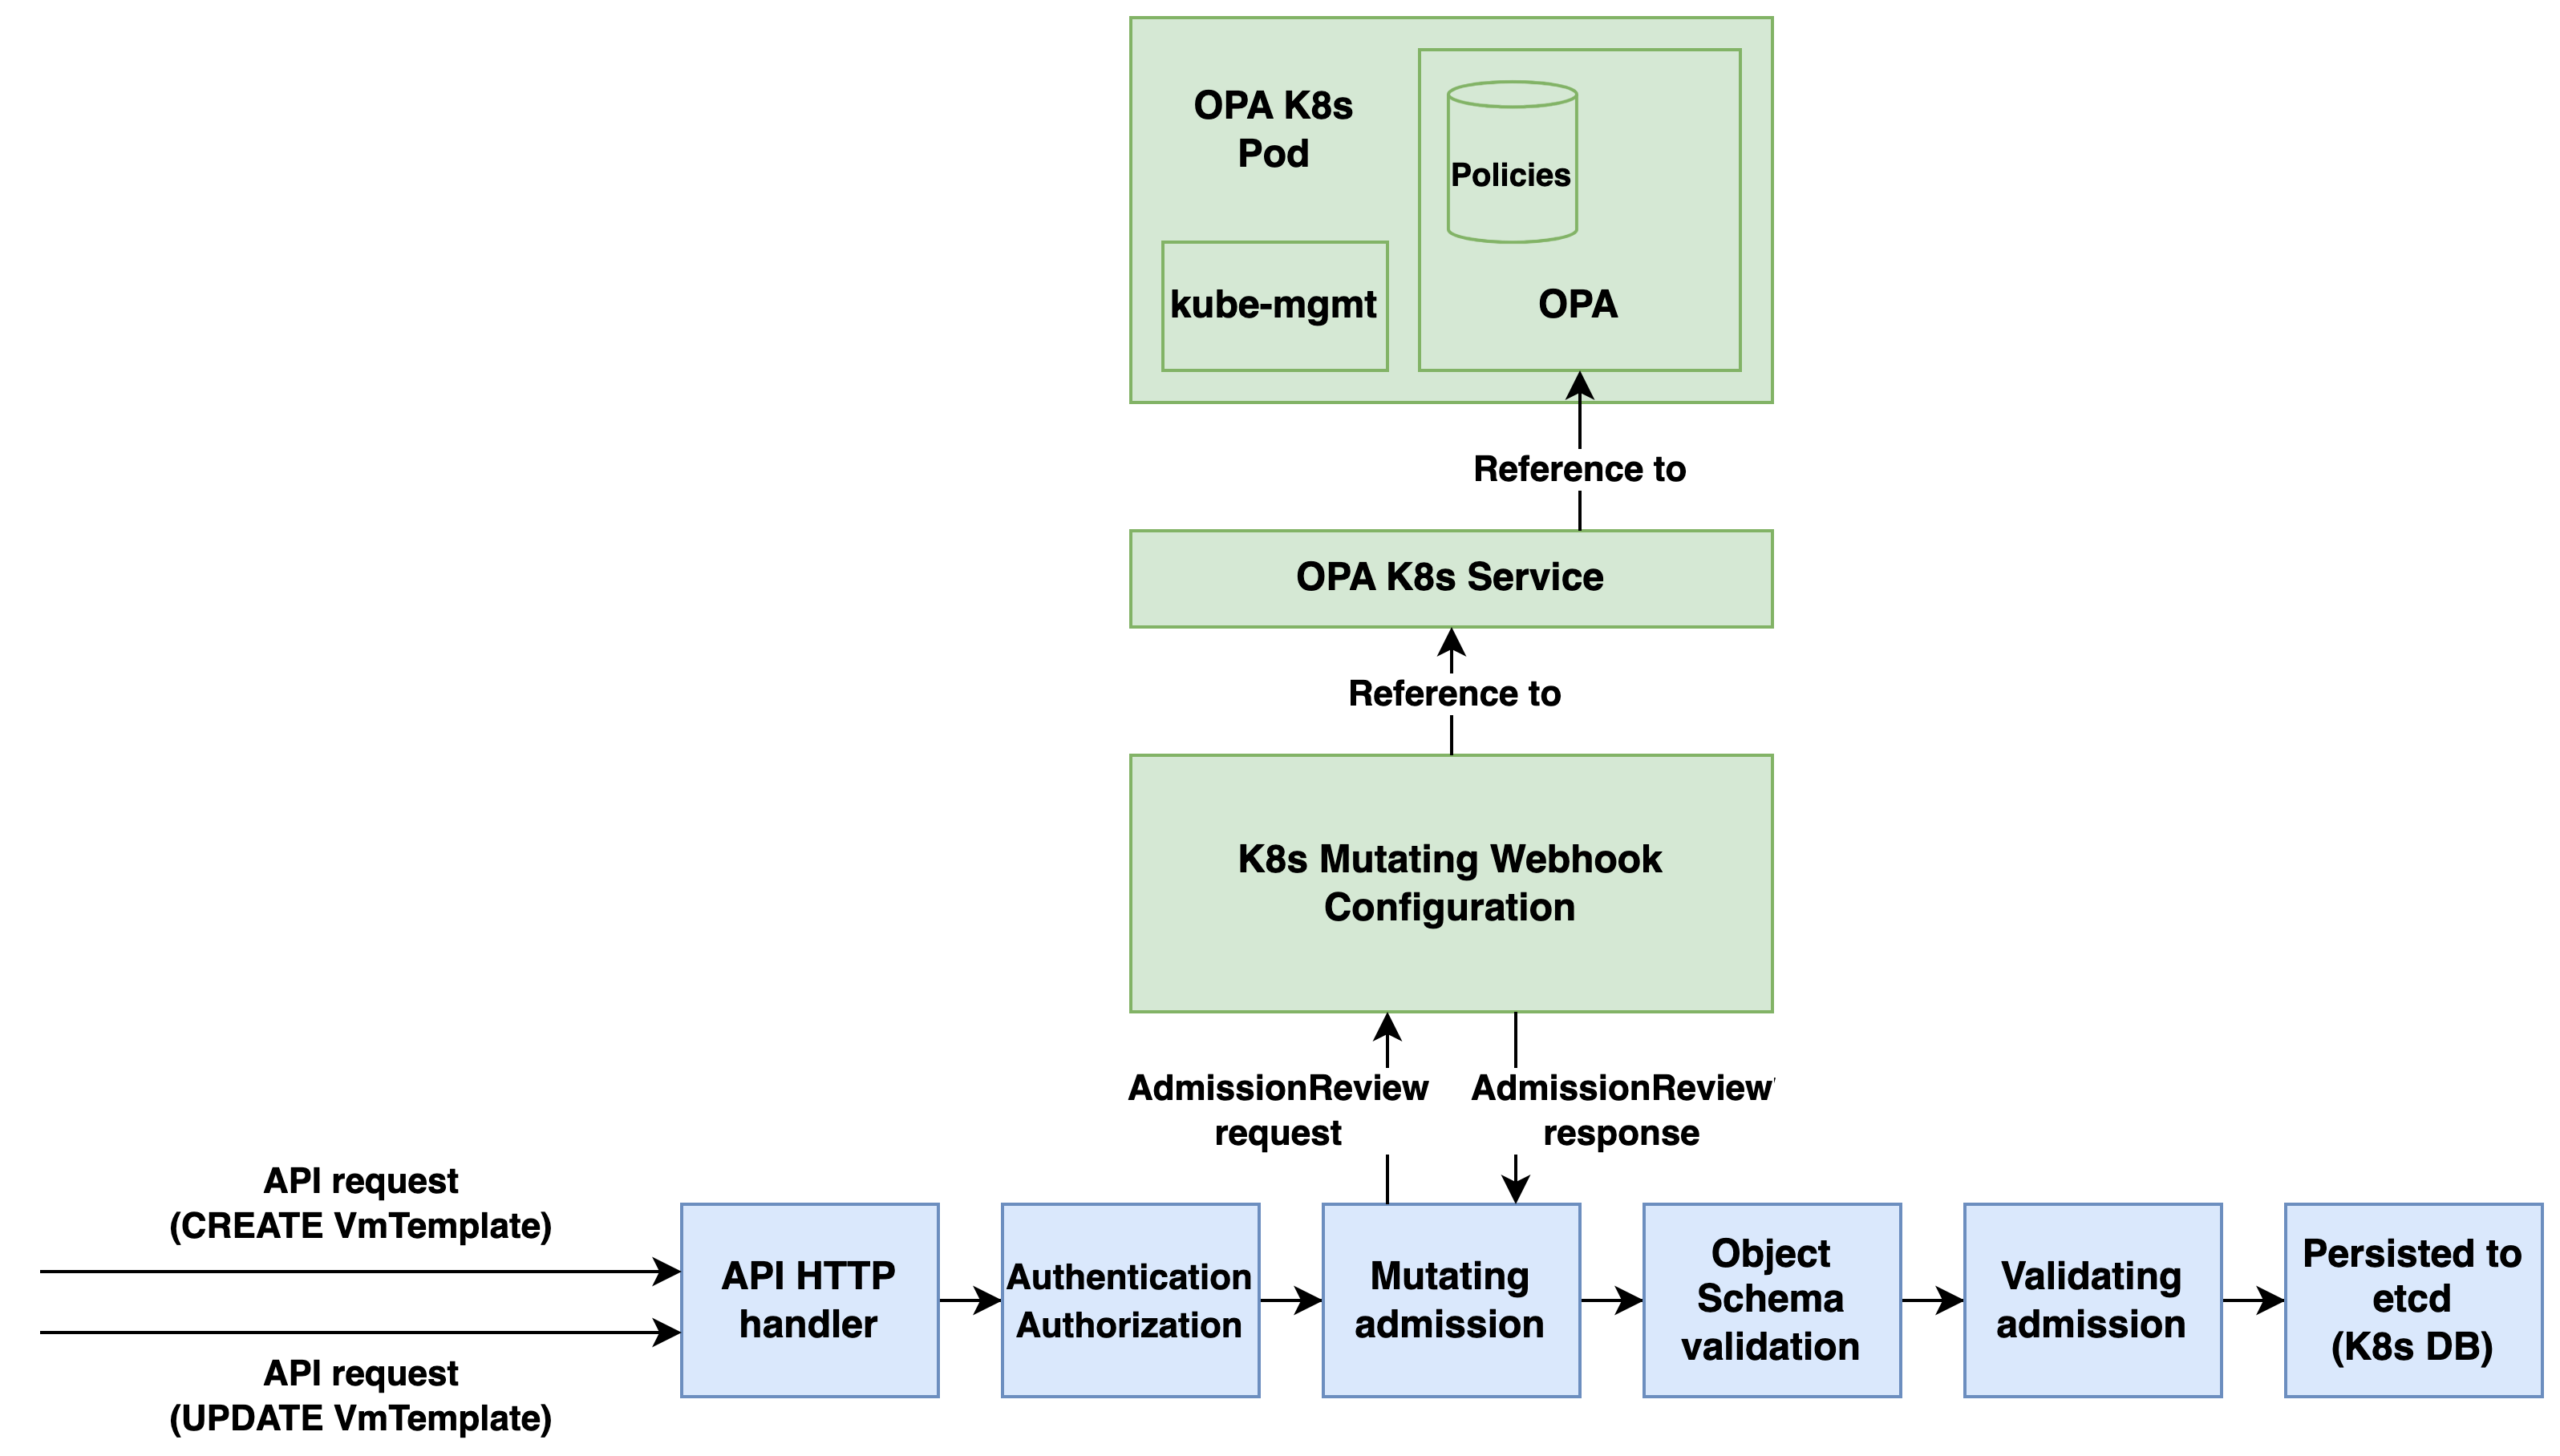 OPA K8s
Pod
Policies
kube-mgmt
OPA
Reference to
OPA K8s Service
Reference to
K8s Mutating Webhook
Configuration
AdmissionReview
request
AdmissionReview
response
API request
(CREATE VmTemplate)
API request
(UPDATE VmTemplate)
API HTTP
handler
Authentication
Authorization
Mutating
admission
Object
Schema
validation
Validating
admission
Persisted to
etcd
(K8s DB)